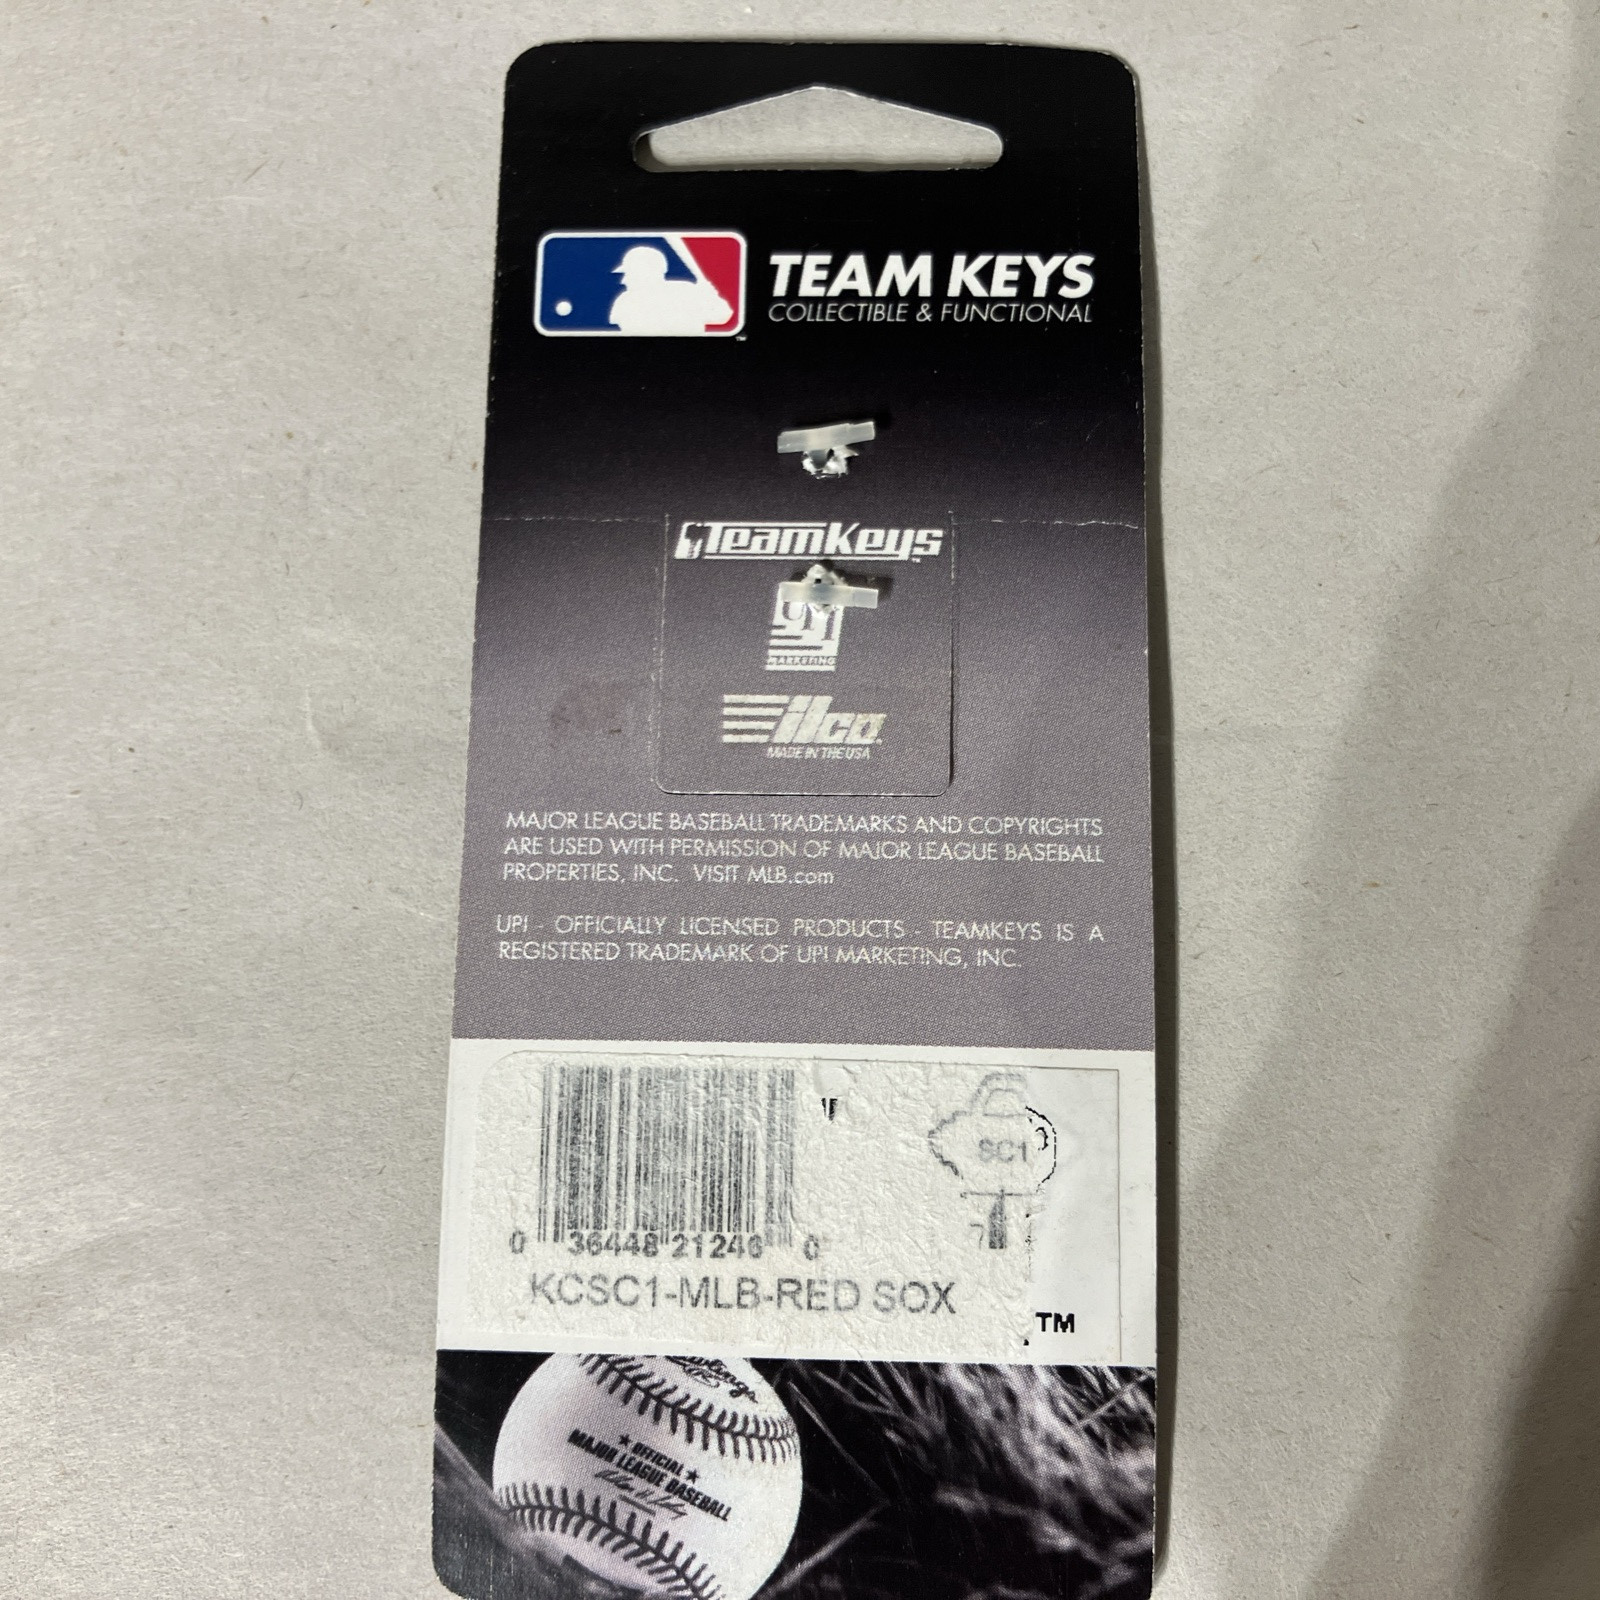 TEAM KEYS
COLLECTIBLE & FUNCTIONAL
TeamKeys
UPI
MARKETING
ilco
MADE IN THE USA
MAJOR LEAGUE BASEBALL TRADEMARKS AND COPYRIGHTS
ARE USED WITH PERMISSION OF MAJOR LEAGUE BASEBALL
PROPERTIES, INC. VISIT MLB.com
UPI - OFFICIALLY LICENSED PRODUCTS - TEAMKEYS IS A
REGISTERED TRADEMARK OF UPI MARKETING, INC.
SC1
0 36448 21246 0
KCSC1-MLB-RED SOX
TM
Rawlings
★ OFFICIAL ★
MAJOR LEAGUE BASEBALL